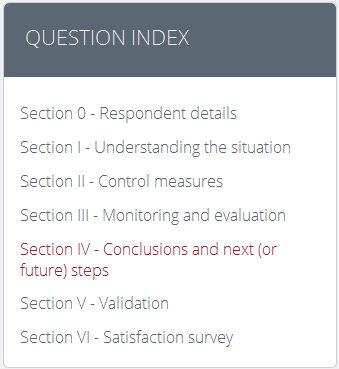 QUESTION INDEX
Section 0 - Respondent details
Section I - Understanding the situation
Section II - Control measures
Section III - Monitoring and evaluation
Section IV - Conclusions and next (or
future) steps
Section V - Validation
Section VI - Satisfaction survey